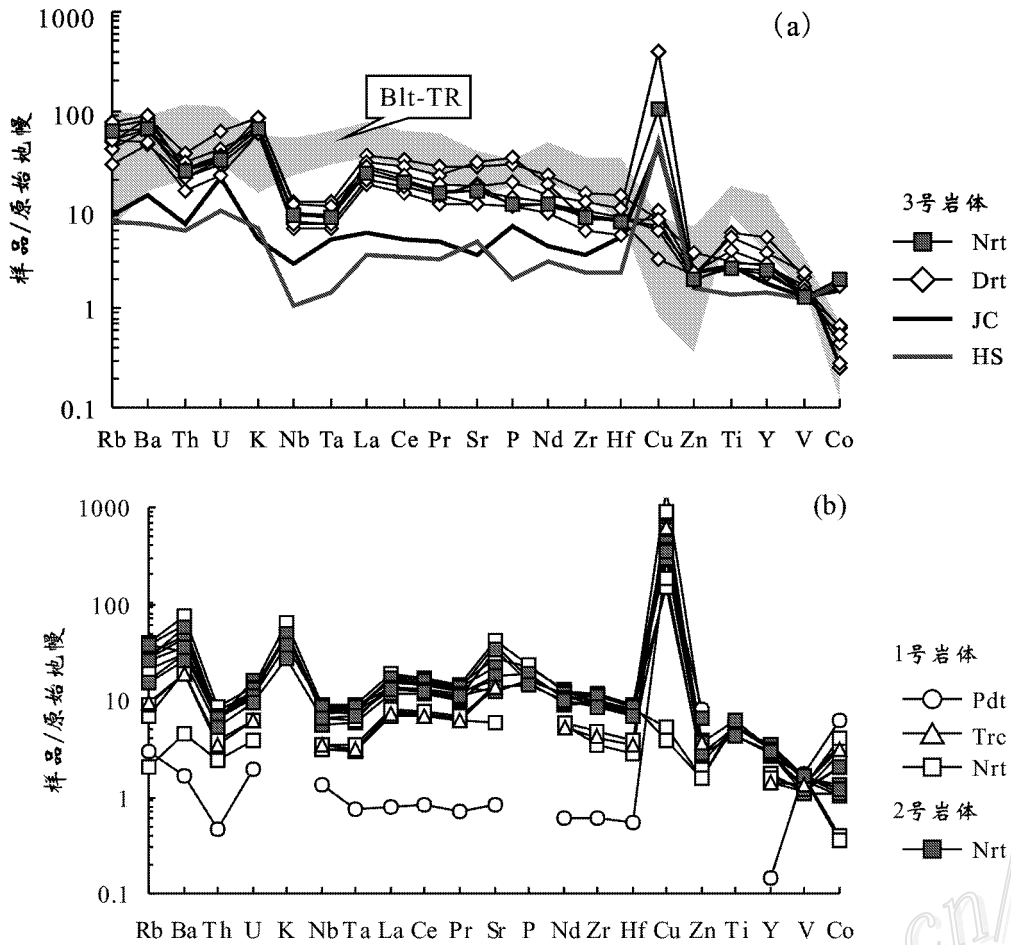 (a)
1000
100
10
1
0.1
样品/原始地幔
Blt-TR
Rb Ba Th U K Nb Ta La Ce Pr Sr P Nd Zr Hf Cu Zn Ti Y V Co
3号岩体
Nrt
Drt
JC
HS
(b)
1000
100
10
1
0.1
样品/原始地幔
Rb Ba Th U K Nb Ta La Ce Pr Sr P Nd Zr Hf Cu Zn Ti Y V Co
1号岩体
Pdt
Trc
Nrt
2号岩体
Nrt
cn/